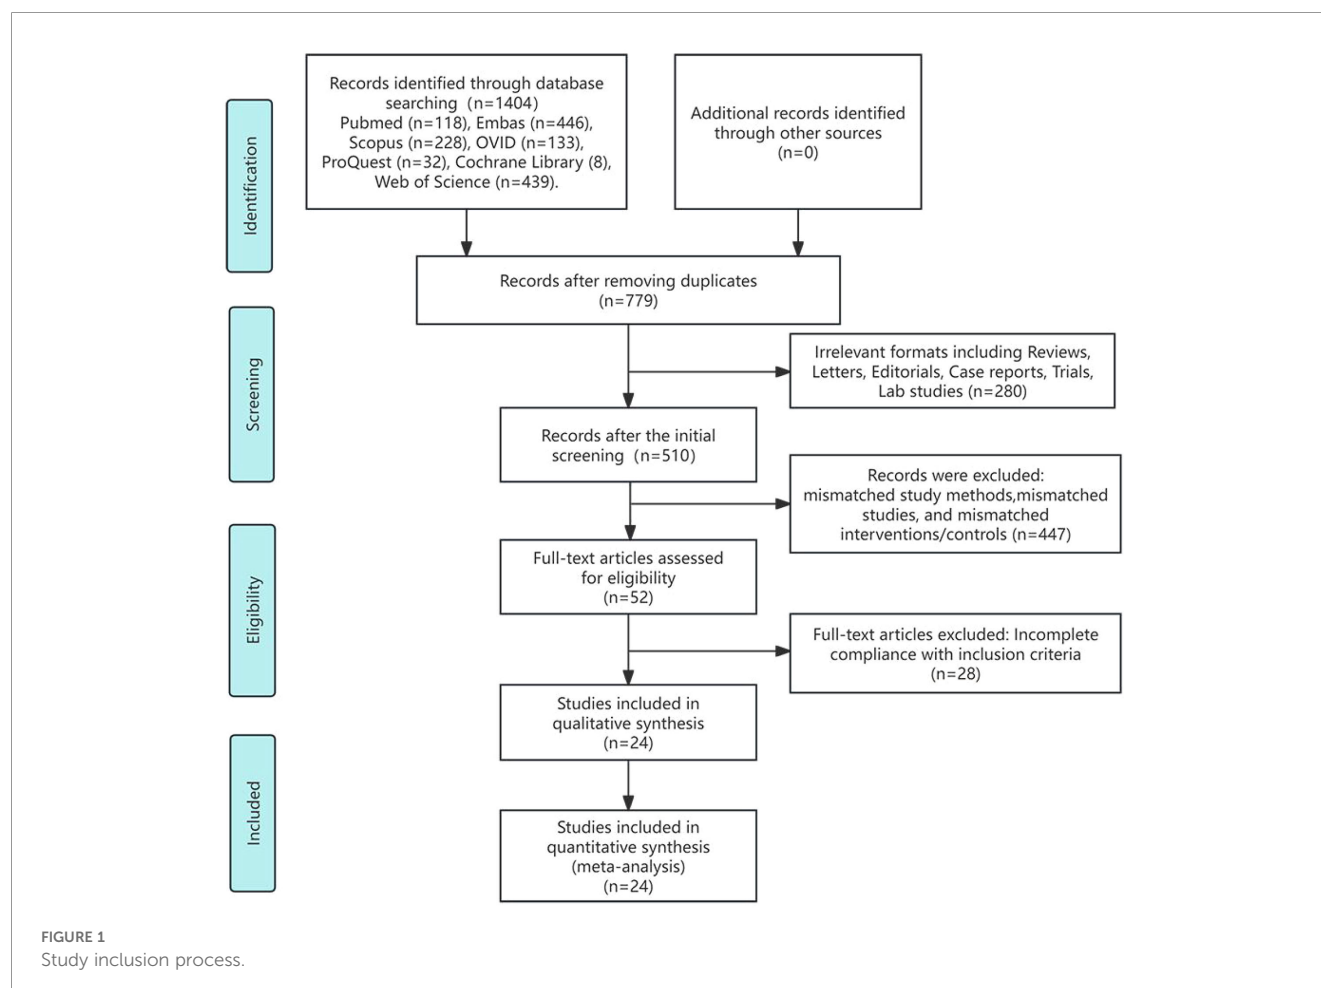 Records identified through database
searching (n=1404)
Pubmed (n=118), Embas (n=446),
Scopus (n=228), OVID (n=133),
ProQuest (n=32), Cochrane Library (8),
Web of Science (n=439).
Additional records identified
through other sources
(n=0)
Identification
Records after removing duplicates
(n=779)
Screening
Irrelevant formats including Reviews,
Letters, Editorials, Case reports, Trials,
Lab studies (n=280)
Records after the initial
screening (n=510)
Records were excluded:
mismatched study methods,mismatched
studies, and mismatched
interventions/controls (n=447)
Eligibility
Full-text articles assessed
for eligibility
(n=52)
Full-text articles excluded: Incomplete
compliance with inclusion criteria
(n=28)
Studies included in
qualitative synthesis
(n=24)
Included
Studies included in
quantitative synthesis
(meta-analysis)
(n=24)
FIGURE 1
Study inclusion process.